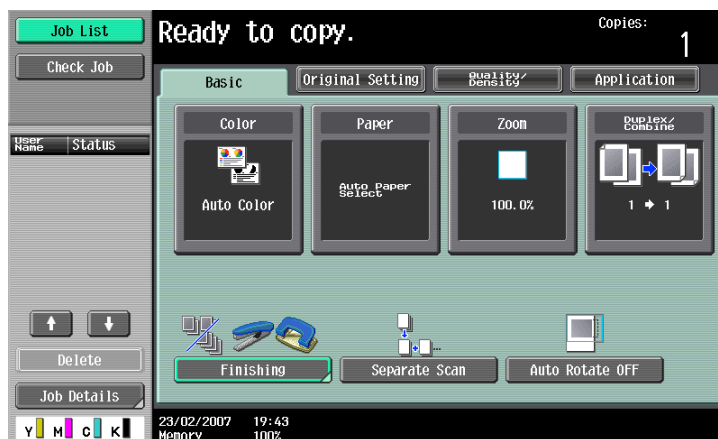 Job List
Ready to copy.
Copies:
1
Check Job
Basic
Original Setting
Quality/
Density
Application
User
Name
Status
Color
Paper
Zoom
Duplex/
Combine
Auto Color
Auto Paper
Select
100.0%
1 → 1
Delete
Finishing
Separate Scan
Auto Rotate OFF
Job Details
Y M C K
23/02/2007 19:43
Memory 100%